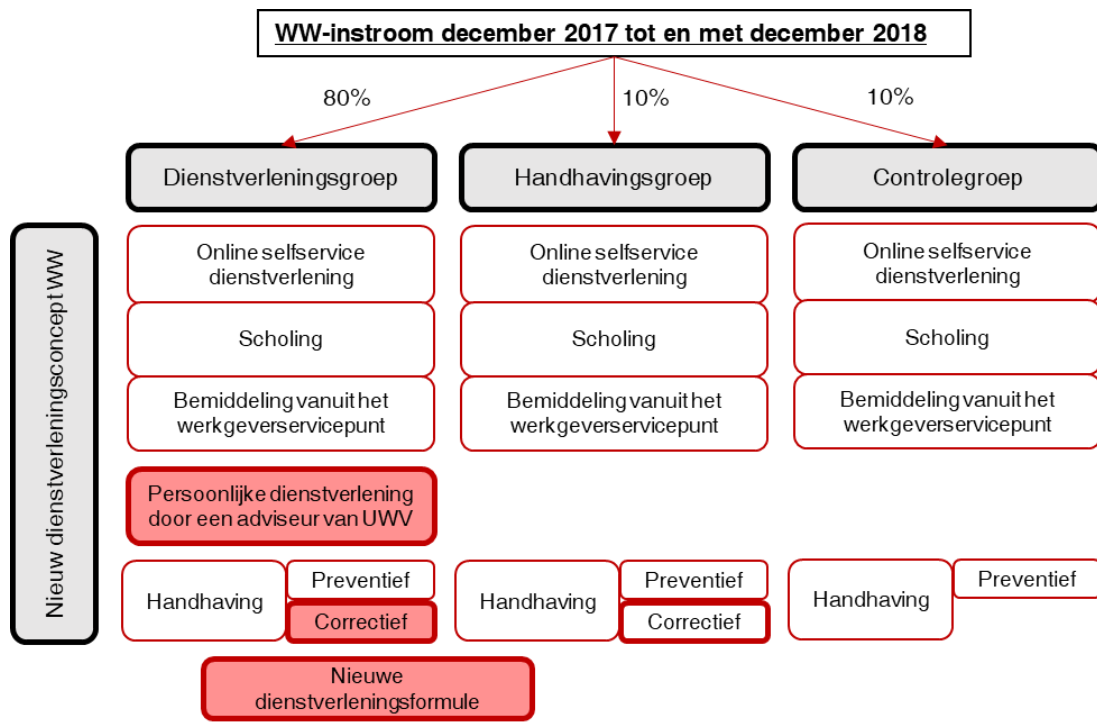 WW-instroom december 2017 tot en met december 2018
80%
10%
10%
Dienstverleningsgroep
Handhavingsgroep
Controlegroep
Nieuw dienstverleningsconcept WW
Online selfservice
dienstverlening
Online selfservice
dienstverlening
Online selfservice
dienstverlening
Scholing
Scholing
Scholing
Bemiddeling vanuit het
werkgeverservicepunt
Bemiddeling vanuit het
werkgeverservicepunt
Bemiddeling vanuit het
werkgeverservicepunt
Persoonlijke dienstverlening
door een adviseur van UWV
Handhaving
Preventief
Correctief
Handhaving
Preventief
Correctief
Handhaving
Preventief
Nieuwe
dienstverleningsformule